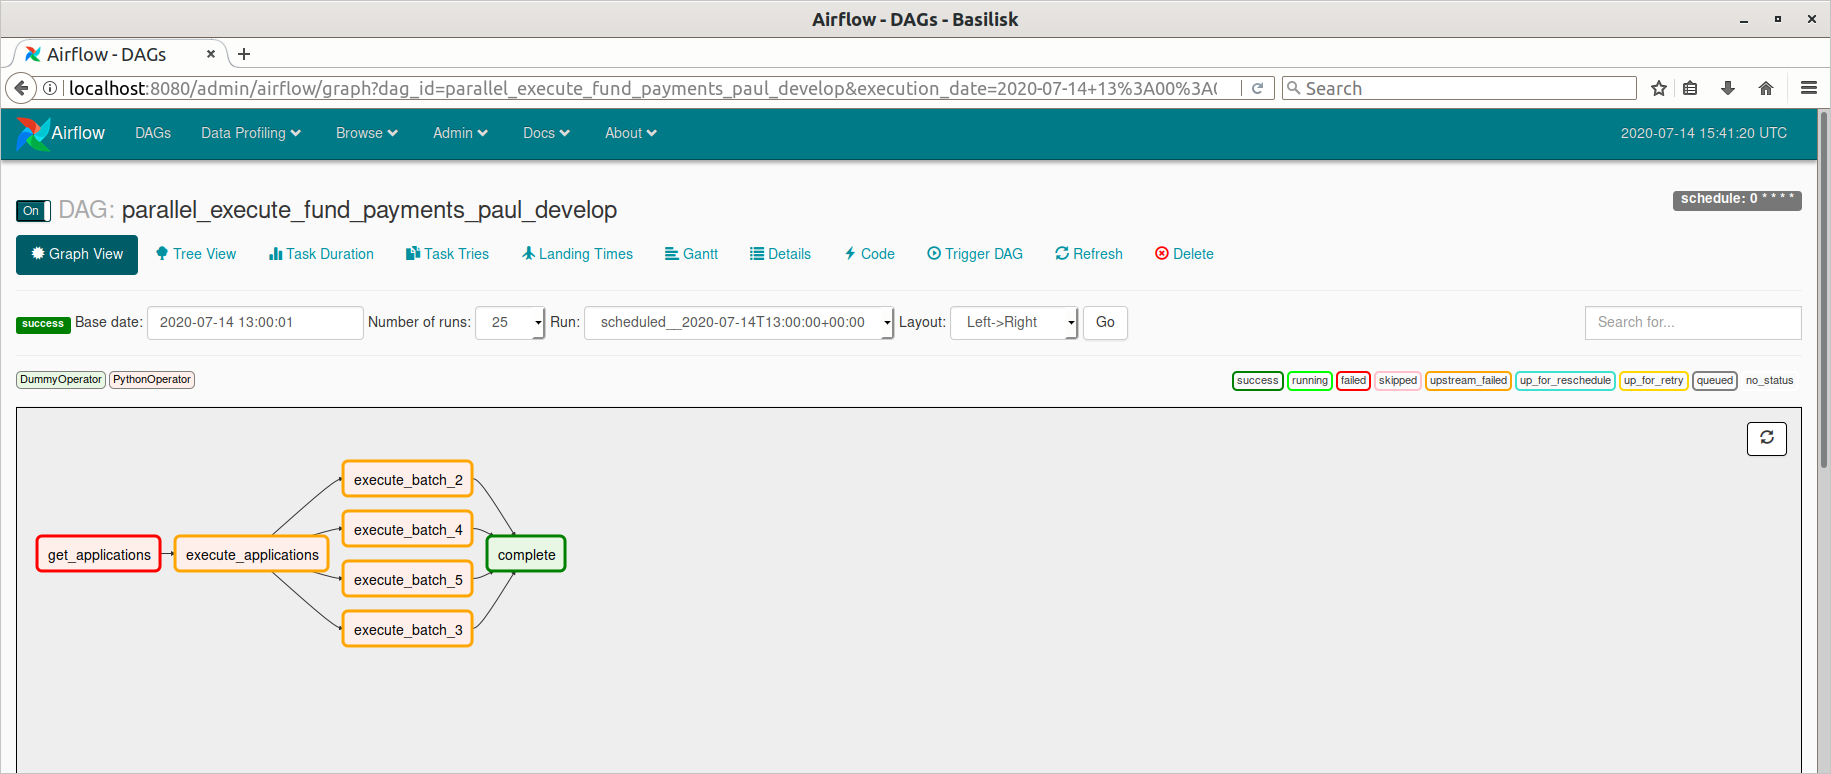 Airflow - DAGs - Basilisk
Airflow - DAGs
localhost:8080/admin/airflow/graph?dag_id=parallel_execute_fund_payments_paul_develop&execution_date=2020-07-14+13%3A00%3A(
Search
Airflow DAGs Data Profiling Browse Admin Docs About 2020-07-14 15:41:20 UTC
On DAG: parallel_execute_fund_payments_paul_develop schedule: 0 * * * *
Graph View Tree View Task Duration Task Tries Landing Times Gantt Details Code Trigger DAG Refresh Delete
success Base date: 2020-07-14 13:00:01 Number of runs: 25 Run: scheduled__2020-07-14T13:00:00+00:00 Layout: Left->Right Go Search for...
DummyOperator PythonOperator success running failed skipped upstream_failed up_for_reschedule up_for_retry queued no_status
execute_batch_2
execute_batch_4
get_applications execute_applications complete
execute_batch_5
execute_batch_3